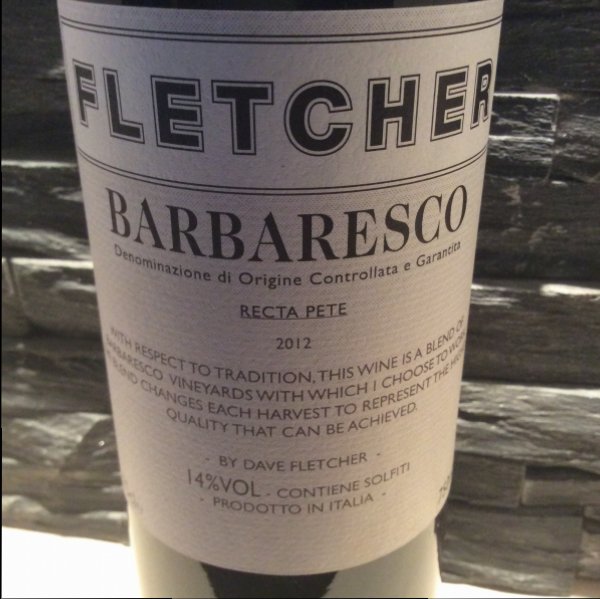 FLETCHER
BARBARESCO
Denominazione di Origine Controllata e Garantita
RECTA PETE
2012
WITH RESPECT TO TRADITION, THIS WINE IS A BLEND OF
BARBARESCO VINEYARDS WITH WHICH I CHOOSE TO WORK.
BLEND CHANGES EACH HARVEST TO REPRESENT THE
QUALITY THAT CAN BE ACHIEVED.
- BY DAVE FLETCHER -
14%VOL - CONTIENE SOLFITI
- PRODOTTO IN ITALIA -